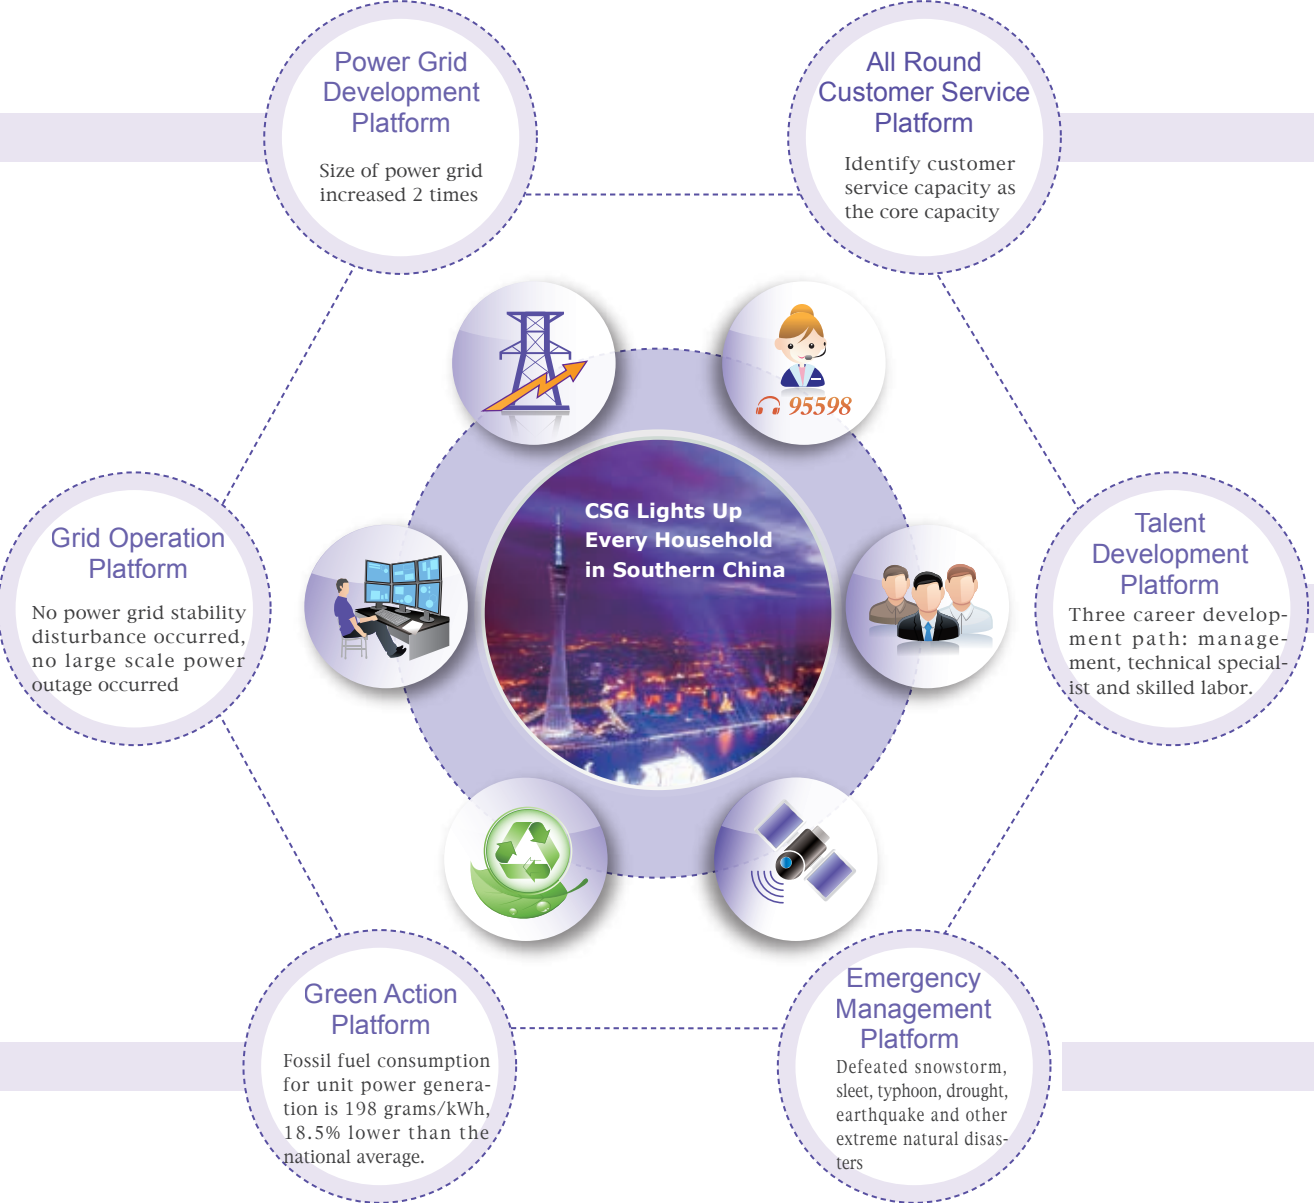 Power Grid
Development
Platform
Size of power grid
increased 2 times
All Round
Customer Service
Platform
Identify customer
service capacity as
the core capacity
95598
CSG Lights Up
Every Household
in Southern China
Grid Operation
Platform
No power grid stability
disturbance occurred,
no large scale power
outage occurred
Talent
Development
Platform
Three career develop-
ment path: manage-
ment, technical special-
ist and skilled labor.
Green Action
Platform
Fossil fuel consumption
for unit power genera-
tion is 198 grams/kWh,
18.5% lower than the
national average.
Emergency
Management
Platform
Defeated snowstorm,
sleet, typhoon, drought,
earthquake and other
extreme natural disas-
ters